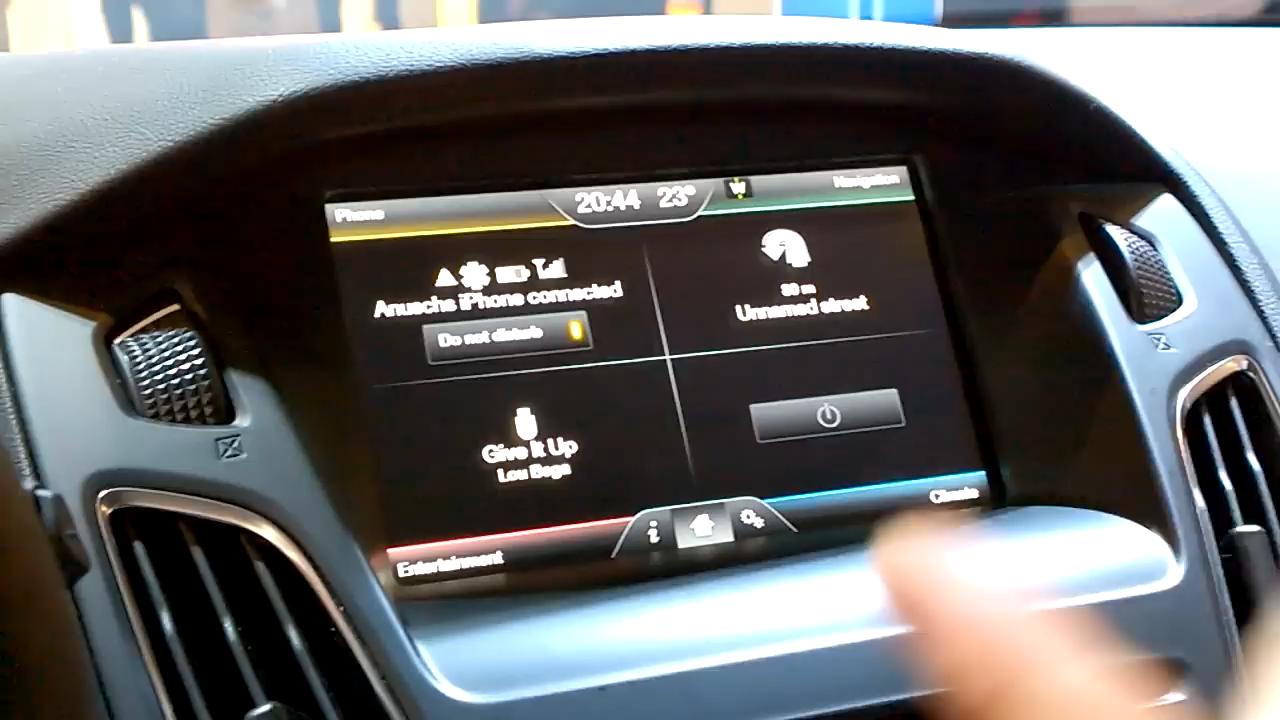 Phone
20:44 23°
W
Navigation
Anuschs iPhone connected
Do not disturb
Unnamed street
Give It Up
Lou Bega
Climate
i
Entertainment